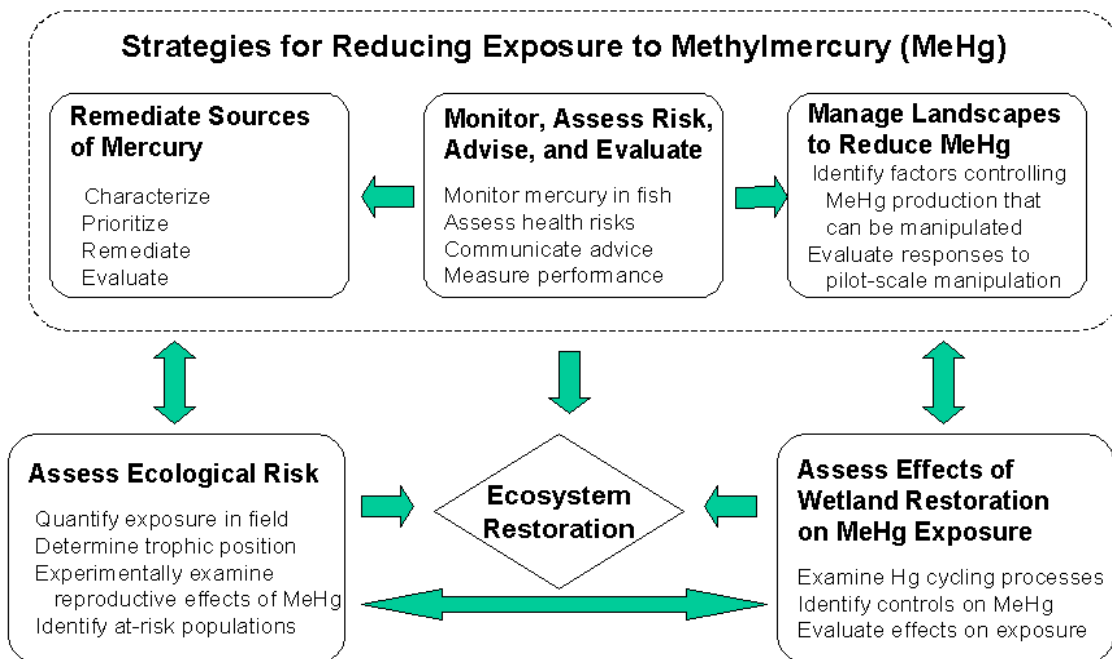 Strategies for Reducing Exposure to Methylmercury (MeHg)
Remediate Sources
of Mercury
Characterize
Prioritize
Remediate
Evaluate
Monitor, Assess Risk,
Advise, and Evaluate
Monitor mercury in fish
Assess health risks
Communicate advice
Measure performance
Manage Landscapes
to Reduce MeHg
Identify factors controlling
MeHg production that
can be manipulated
Evaluate responses to
pilot-scale manipulation
Assess Ecological Risk
Quantify exposure in field
Determine trophic position
Experimentally examine
reproductive effects of MeHg
Identify at-risk populations
Ecosystem
Restoration
Assess Effects of
Wetland Restoration
on MeHg Exposure
Examine Hg cycling processes
Identify controls on MeHg
Evaluate effects on exposure